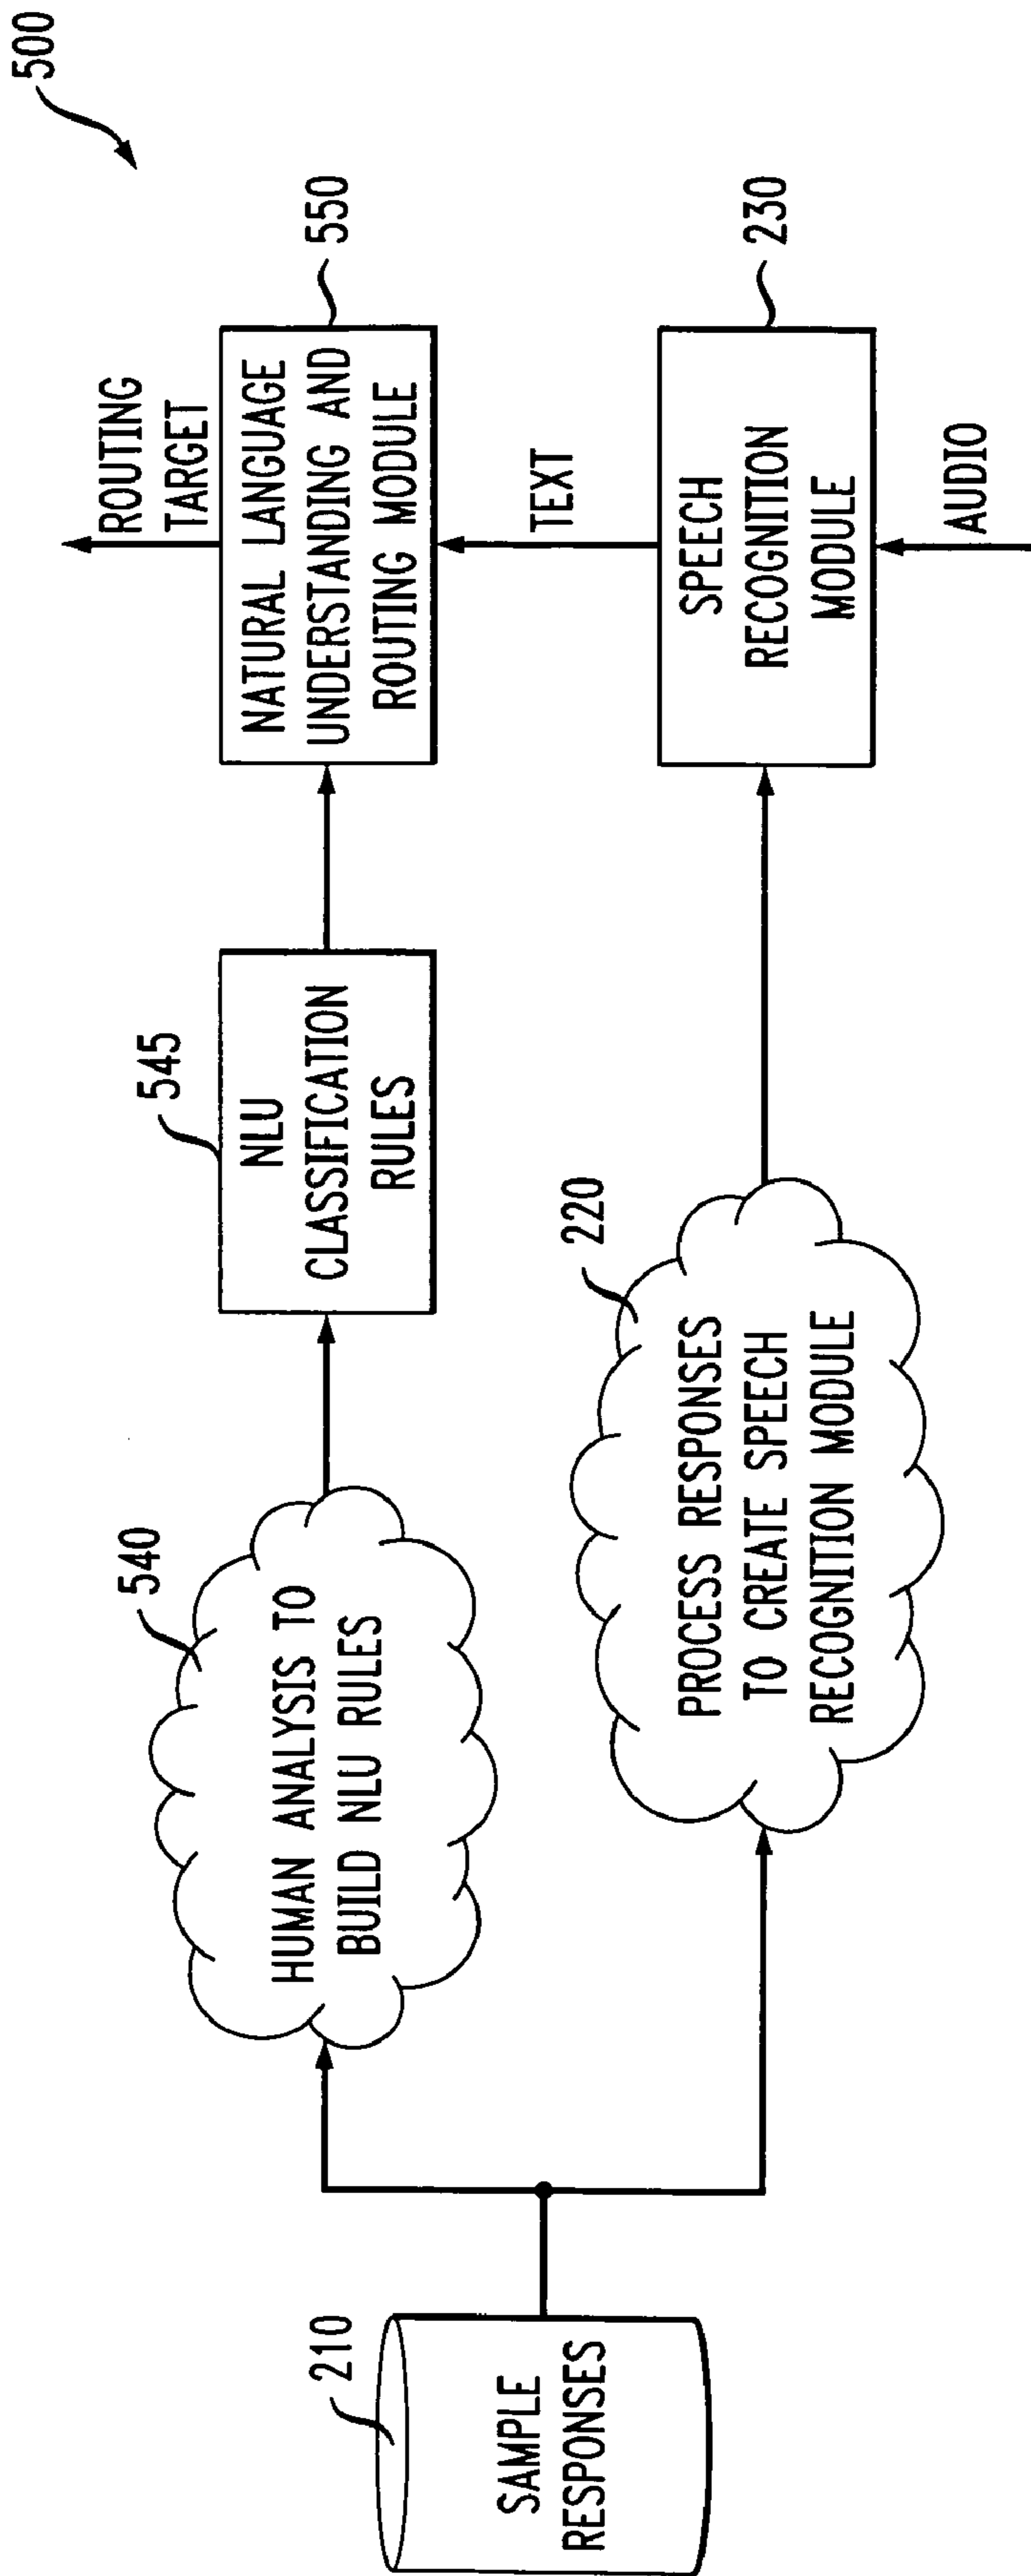 500
210
SAMPLE
RESPONSES
540
HUMAN ANALYSIS TO
BUILD NLU RULES
545
NLU
CLASSIFICATION
RULES
ROUTING
TARGET
550
NATURAL LANGUAGE
UNDERSTANDING AND
ROUTING MODULE
TEXT
220
PROCESS RESPONSES
TO CREATE SPEECH
RECOGNITION MODULE
230
SPEECH
RECOGNITION
MODULE
AUDIO